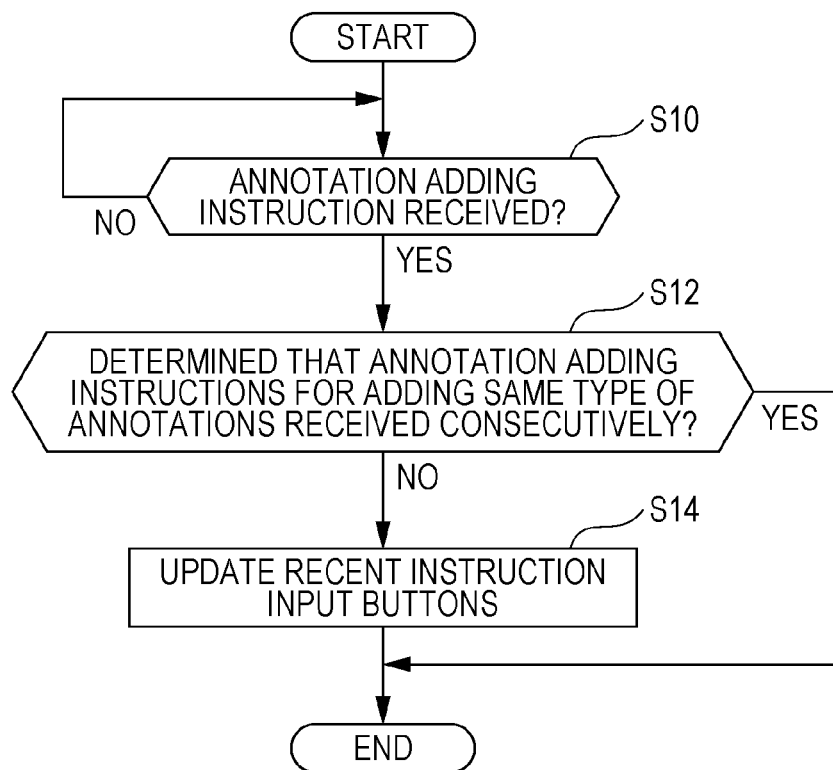 START
S10
ANNOTATION ADDING
INSTRUCTION RECEIVED?
NO
YES
S12
DETERMINED THAT ANNOTATION ADDING
INSTRUCTIONS FOR ADDING SAME TYPE OF
ANNOTATIONS RECEIVED CONSECUTIVELY?
YES
NO
S14
UPDATE RECENT INSTRUCTION
INPUT BUTTONS
END